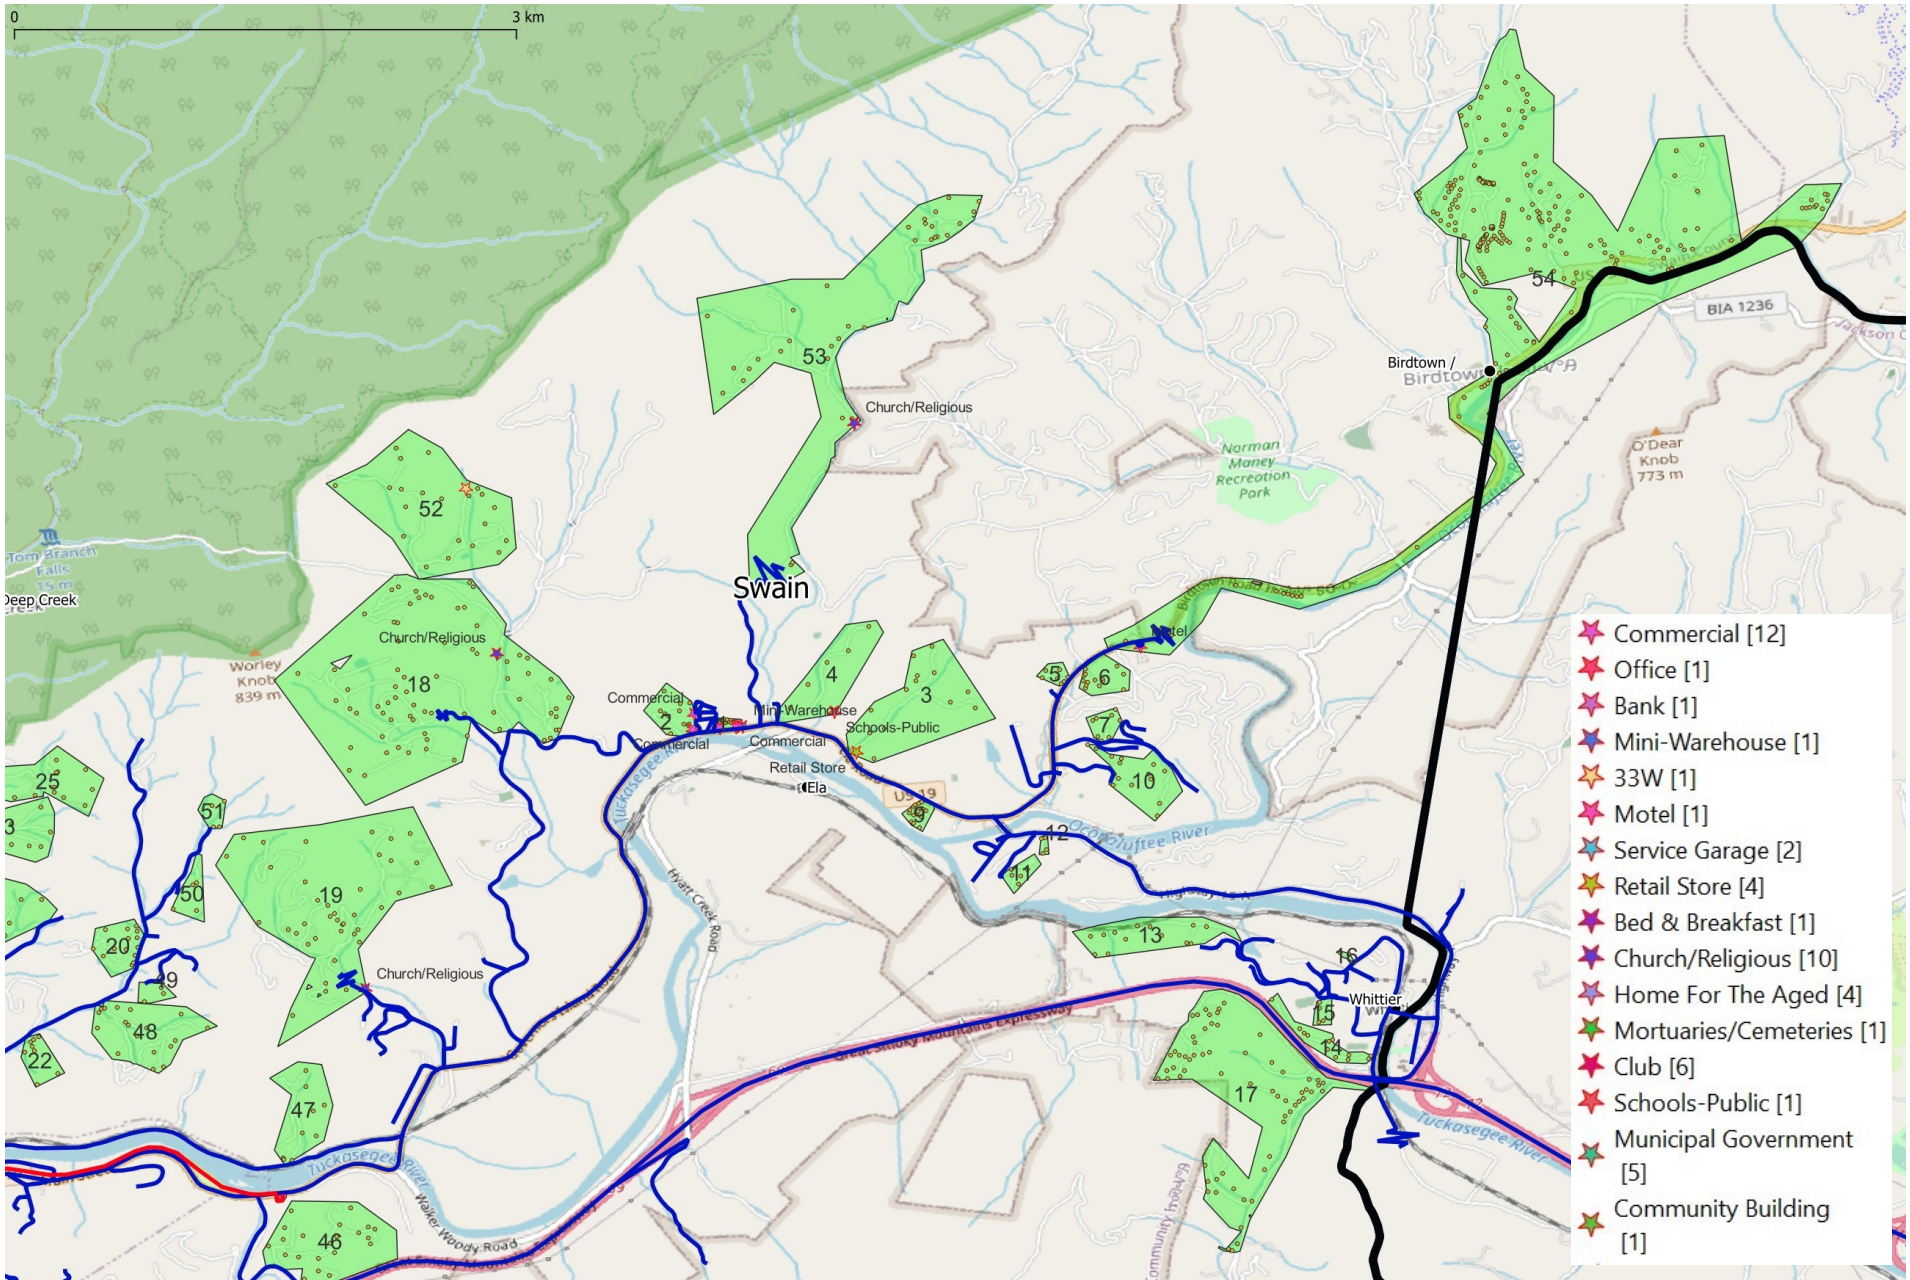 0
3 km
54
BIA 1236
Jackson C
53
Birdtown /
Birdtown
Church/Religious
Norman
Maney
Recreation
Park
O'Dear
Knob
773 m
52
Tom Branch
Falls
15 m
Deep Creek
Swain
Church/Religious
Motel
Worley
Knob
839 m
18
4
5
6
3
Commercial
2
Mini-Warehouse
7
Schools-Public
Commercial
Commercial
Retail Store
10
25
Ela
US 19
51
9
3
Tuckasegee
12
Oconaluftee River
11
50
19
Hyatt Creek Road
20
13
16
49
Church/Religious
Whittier
15
48
Great Smoky Mountains Expressway
14
22
17
47
Tuckasegee River
Tuckasegee River
Walker Woody Road
46
Commercial [12]
Office [1]
Bank [1]
Mini-Warehouse [1]
33W [1]
Motel [1]
Service Garage [2]
Retail Store [4]
Bed & Breakfast [1]
Church/Religious [10]
Home For The Aged [4]
Mortuaries/Cemeteries [1]
Club [6]
Schools-Public [1]
Municipal Government
[5]
Community Building
[1]